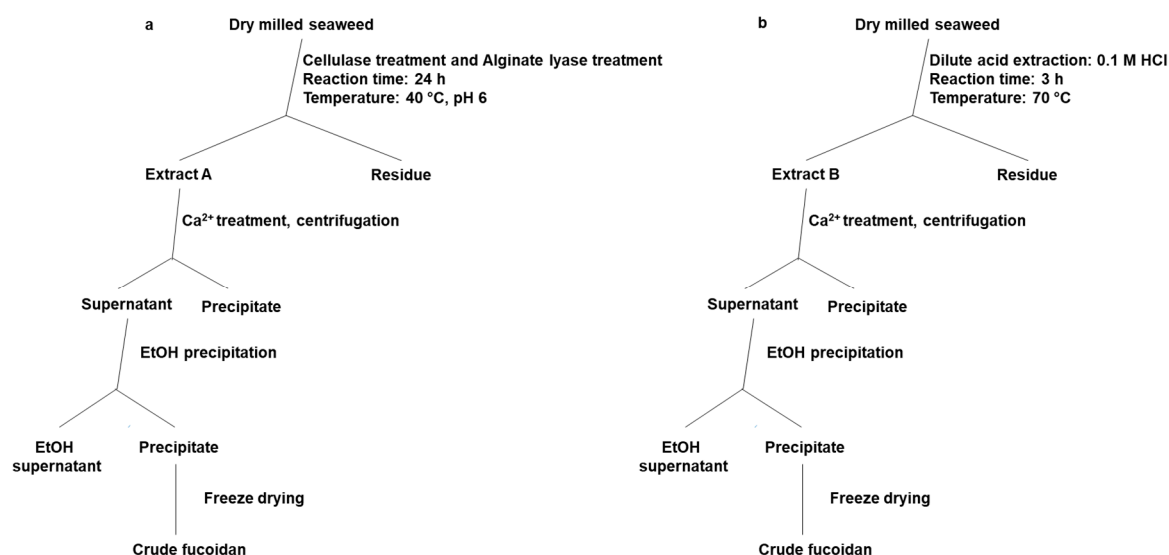 a
Dry milled seaweed
Cellulase treatment and Alginate lyase treatment
Reaction time: 24 h
Temperature: 40 °C, pH 6
Extract A
Residue
Ca²⁺ treatment, centrifugation
Supernatant
Precipitate
EtOH precipitation
EtOH
supernatant
Precipitate
Freeze drying
Crude fucoidan
b
Dry milled seaweed
Dilute acid extraction: 0.1 M HCl
Reaction time: 3 h
Temperature: 70 °C
Extract B
Residue
Ca²⁺ treatment, centrifugation
Supernatant
Precipitate
EtOH precipitation
EtOH
supernatant
Precipitate
Freeze drying
Crude fucoidan